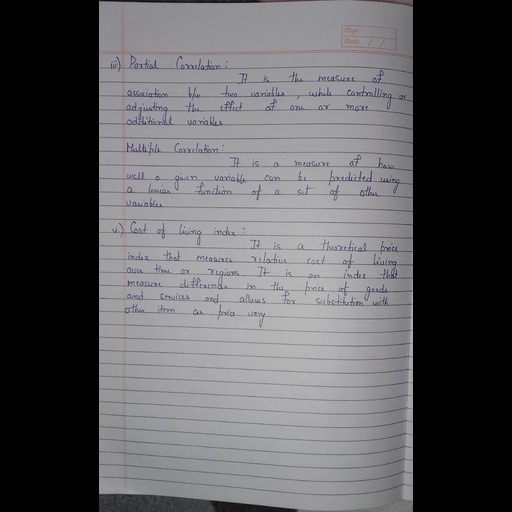 Page:
Date: / /
iii) Partial Correlation:
It is the measure of
association b/w two variables, while controlling or
adjusting the effect of one or more
additional variables
Multiple Correlation:
It is a measure of how
well a given variable can be predicted using
a linear function of a set of other
variables
v) Cost of living index:
It is a theoretical price
index that measures relative cost of living
over time or regions. It is an index that
measure differende in the price of goods
and services and allows for substitution with
other item as price vary